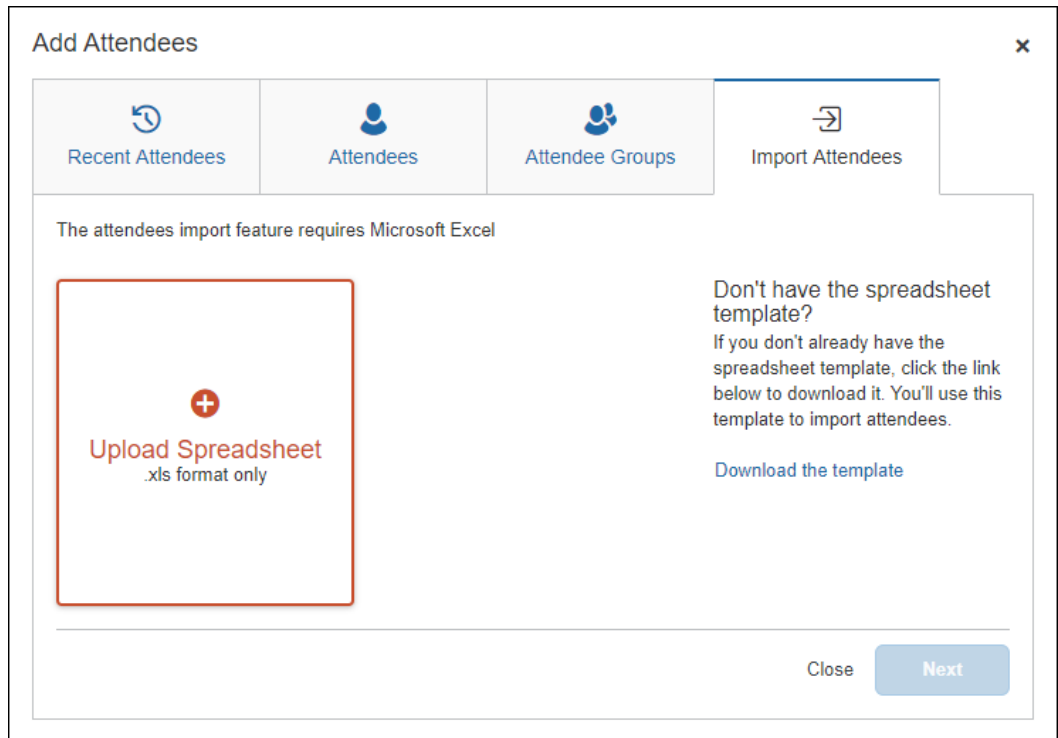 Add Attendees
Recent Attendees
Attendees
Attendee Groups
Import Attendees
The attendees import feature requires Microsoft Excel
Upload Spreadsheet
.xls format only
Don't have the spreadsheet
template?
If you don't already have the
spreadsheet template, click the link
below to download it. You'll use this
template to import attendees.
Download the template
Close
Next